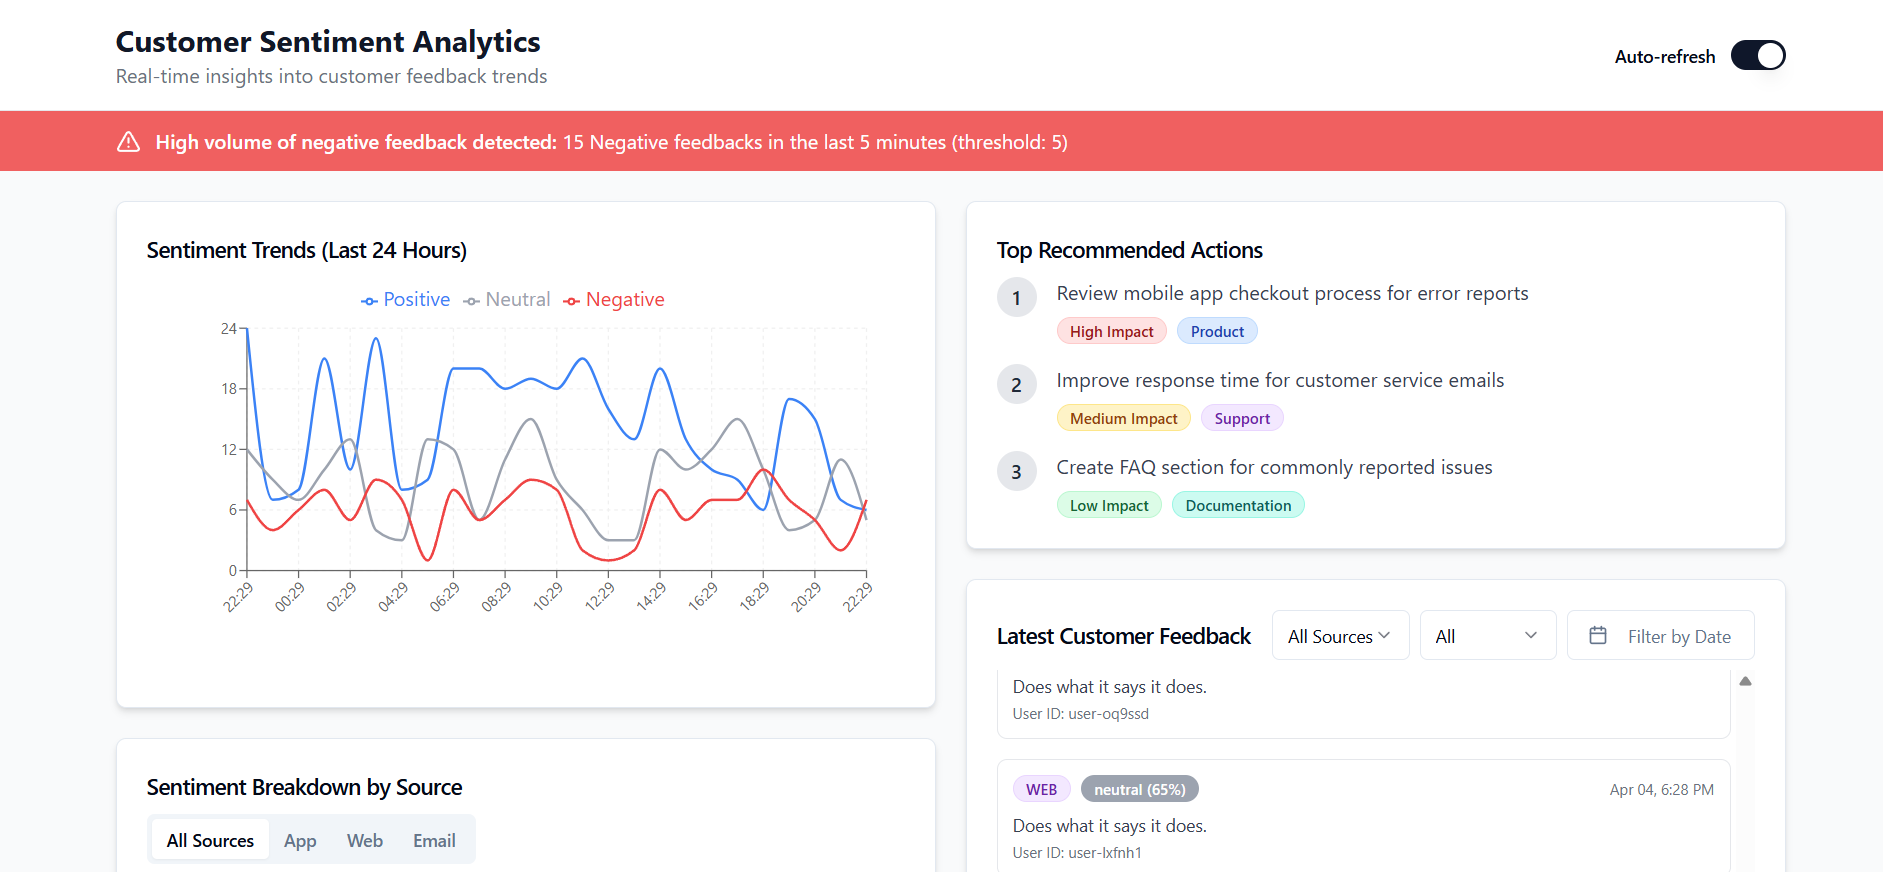 Customer Sentiment Analytics
Real-time insights into customer feedback trends
Auto-refresh
High volume of negative feedback detected: 15 Negative feedbacks in the last 5 minutes (threshold: 5)
Sentiment Trends (Last 24 Hours)
Positive Neutral Negative
24
18
12
6
0
22:29 00:29 02:29 04:29 06:29 08:29 10:29 12:29 14:29 16:29 18:29 20:29 22:29
Sentiment Breakdown by Source
All Sources App Web Email
Top Recommended Actions
1 Review mobile app checkout process for error reports
High Impact Product
2 Improve response time for customer service emails
Medium Impact Support
3 Create FAQ section for commonly reported issues
Low Impact Documentation
Latest Customer Feedback All Sources All Filter by Date
Does what it says it does.
User ID: user-oq9ssd
WEB neutral (65%) Apr 04, 6:28 PM
Does what it says it does.
User ID: user-lxfnh1